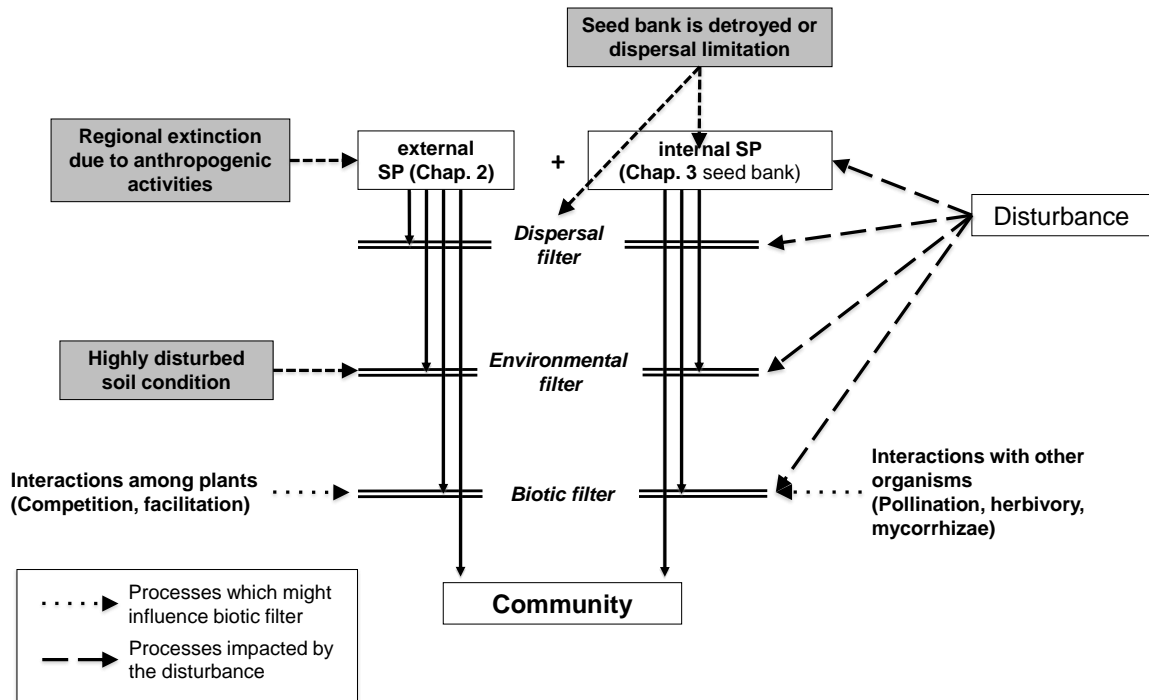 Seed bank is detroyed or
dispersal limitation
Regional extinction
due to anthropogenic
activities
external
SP (Chap. 2)
+
internal SP
(Chap. 3 seed bank)
Disturbance
Dispersal
filter
Highly disturbed
soil condition
Environmental
filter
Interactions among plants
(Competition, facilitation)
Biotic filter
Interactions with other
organisms
(Pollination, herbivory,
mycorrhizae)
Community
Processes which might
influence biotic filter
Processes impacted by
the disturbance